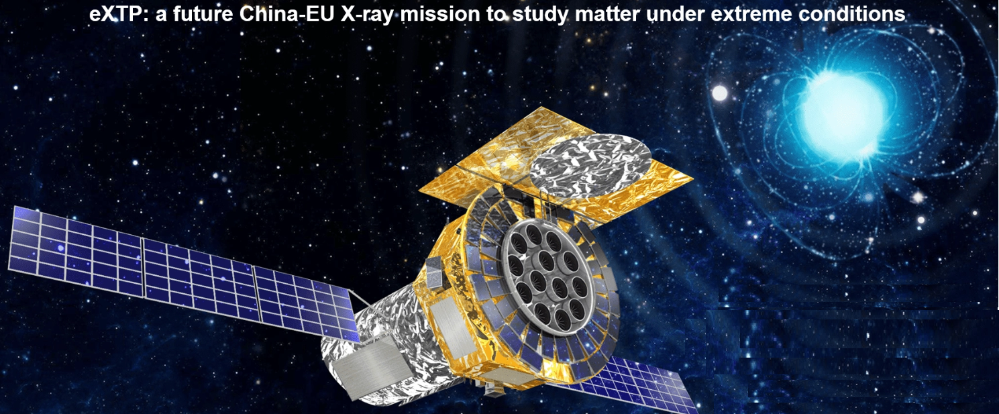 eXTP: a future China-EU X-ray mission to study matter under extreme conditions